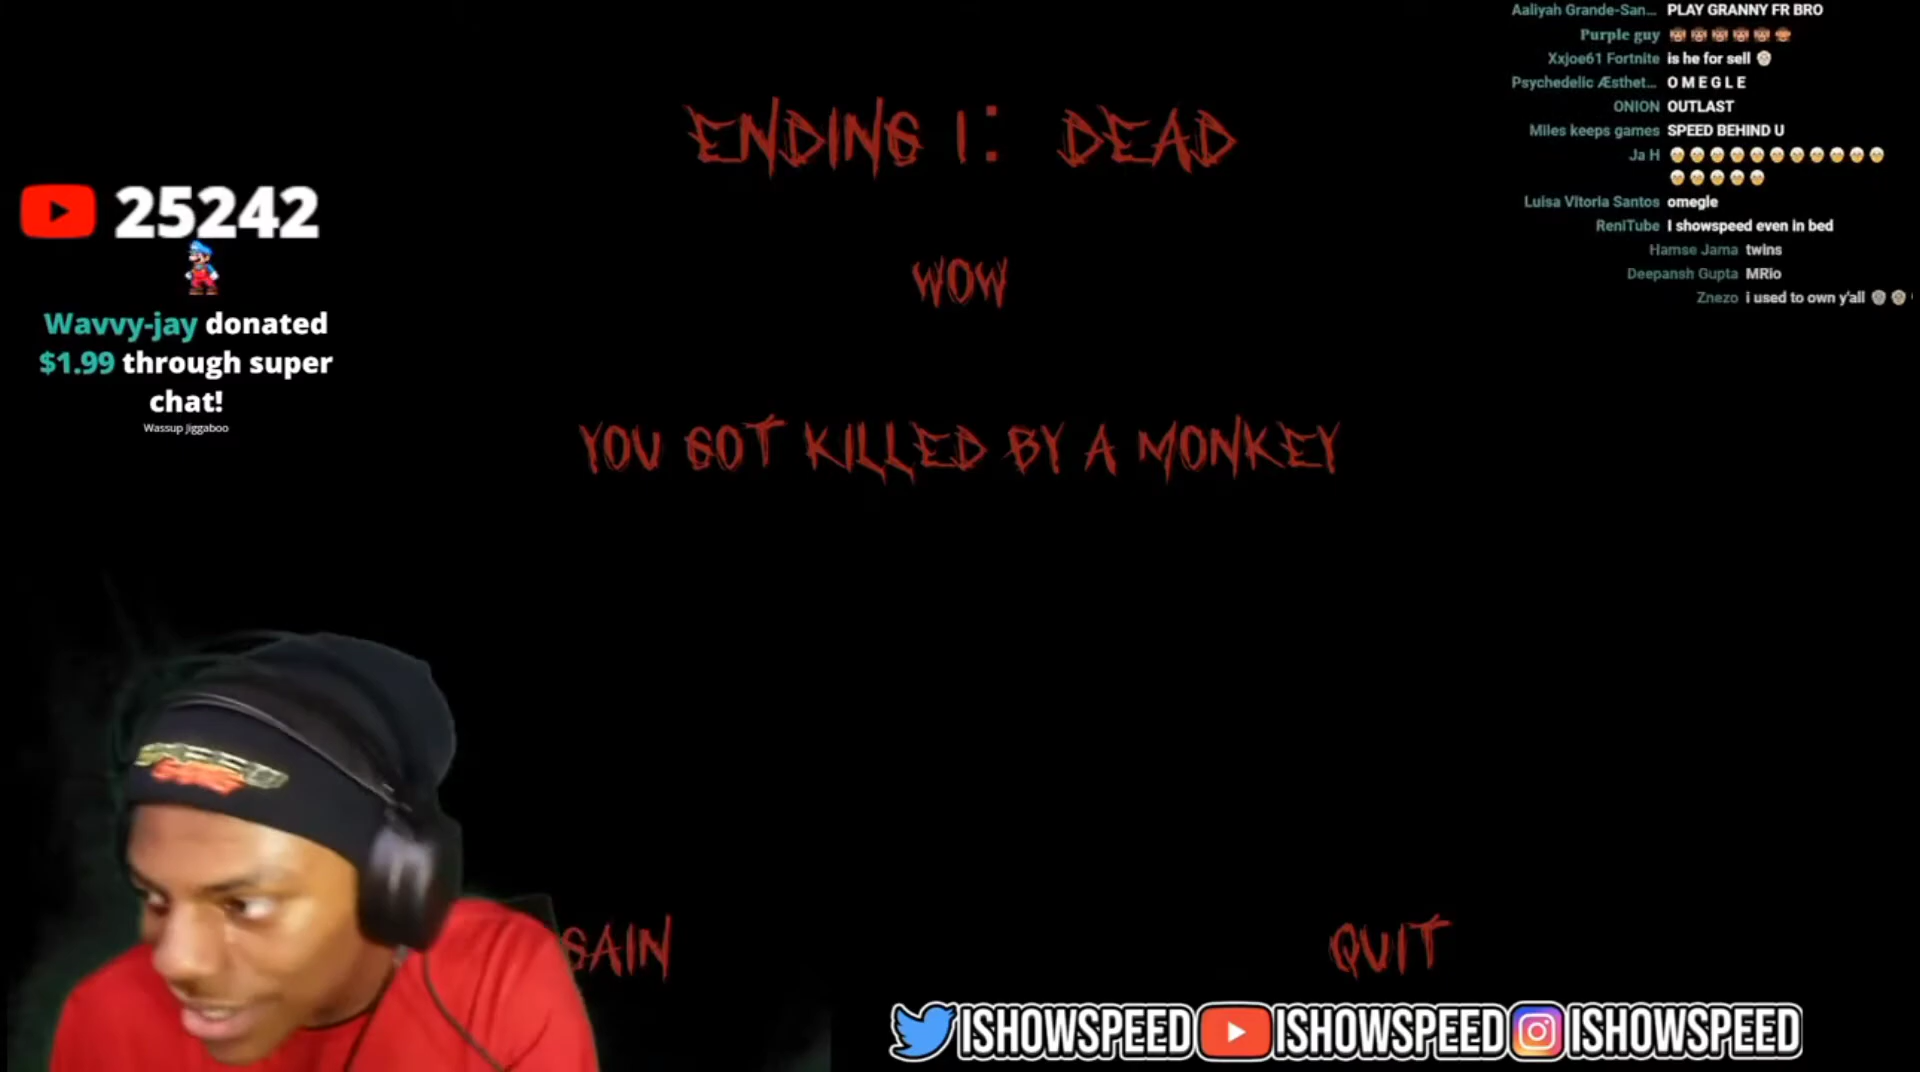 Aaliyah Grande-San... PLAY GRANNY FR BRO
Purple guy
Xxjoe61 Fortnite is he for sell
Psychedelic Æsthet... O M E G L E
ONION OUTLAST
Miles keeps games SPEED BEHIND U
Ja H
Luisa Vitoria Santos omegle
RenITube I showspeed even in bed
Hamse Jama twins
Deepansh Gupta MRio
Znezo i used to own y'all
ENDING 1: DEAD
WOW
YOU GOT KILLED BY A MONKEY
25242
Wavvy-jay donated
$1.99 through super
chat!
Wassup Jiggaboo
GAIN
QUIT
ISHOWSPEED ISHOWSPEED ISHOWSPEED